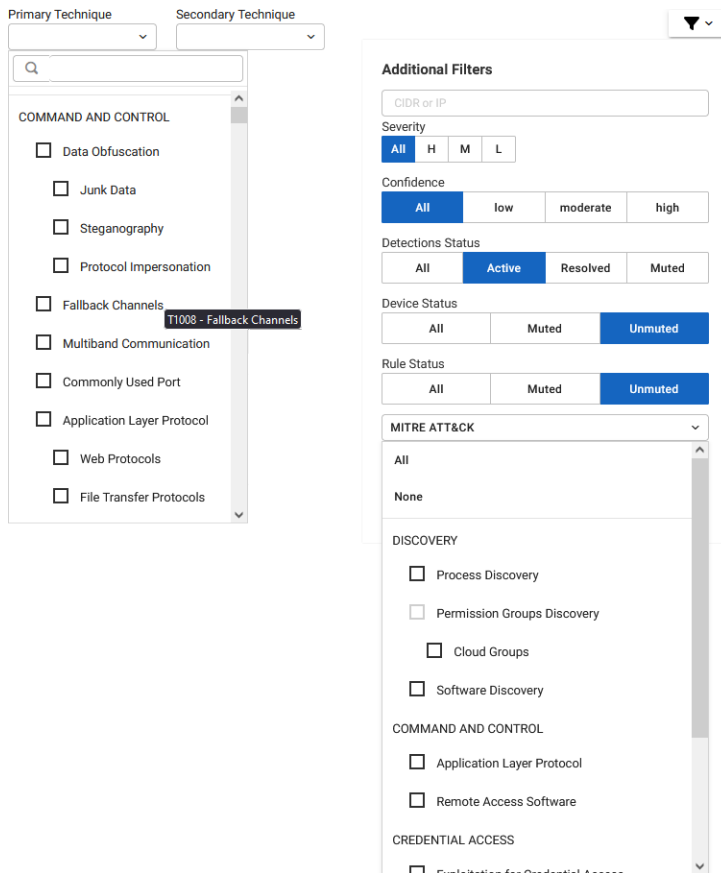 Primary Technique
Secondary Technique
COMMAND AND CONTROL
Data Obfuscation
Junk Data
Steganography
Protocol Impersonation
Fallback Channels
T1008 - Fallback Channels
Multiband Communication
Commonly Used Port
Application Layer Protocol
Web Protocols
File Transfer Protocols
Additional Filters
CIDR or IP
Severity
All H M L
Confidence
All low moderate high
Detections Status
All Active Resolved Muted
Device Status
All Muted Unmuted
Rule Status
All Muted Unmuted
MITRE ATT&CK
All
None
DISCOVERY
Process Discovery
Permission Groups Discovery
Cloud Groups
Software Discovery
COMMAND AND CONTROL
Application Layer Protocol
Remote Access Software
CREDENTIAL ACCESS
Exploitation for Credential Access